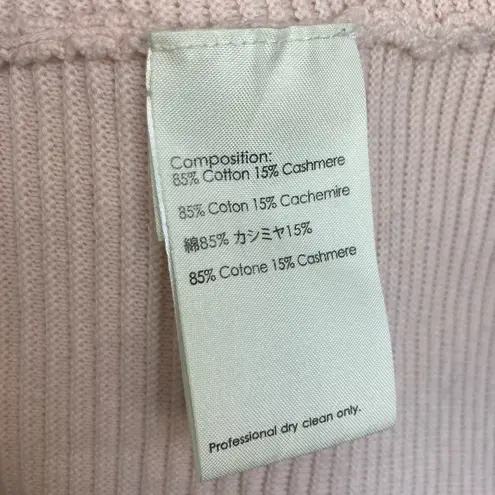 Composition:
85% Cotton 15% Cashmere
85% Coton 15% Cachemire
綿85% カシミヤ15%
85% Cotone 15% Cashmere
Professional dry clean only.